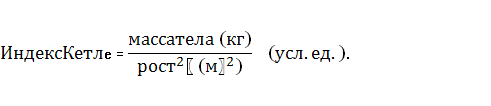 ИндексКетле = массатела (кг) / рост²〖 (м〗²) (усл. ед. ).